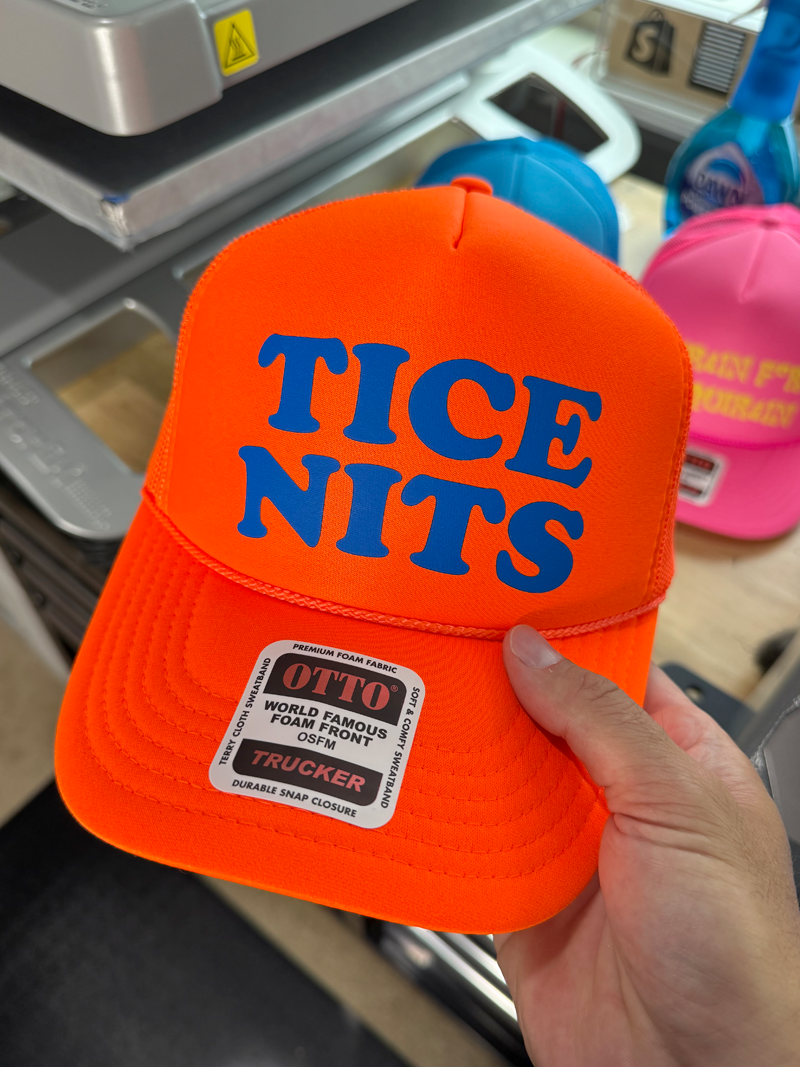 TICE
NITS
PREMIUM FOAM FABRIC
TERRY CLOTH SWEATBAND
SOFT & COMFY SWEATBAND
OTTO®
WORLD FAMOUS
FOAM FRONT
OSFM
TRUCKER
DURABLE SNAP CLOSURE
DAWN